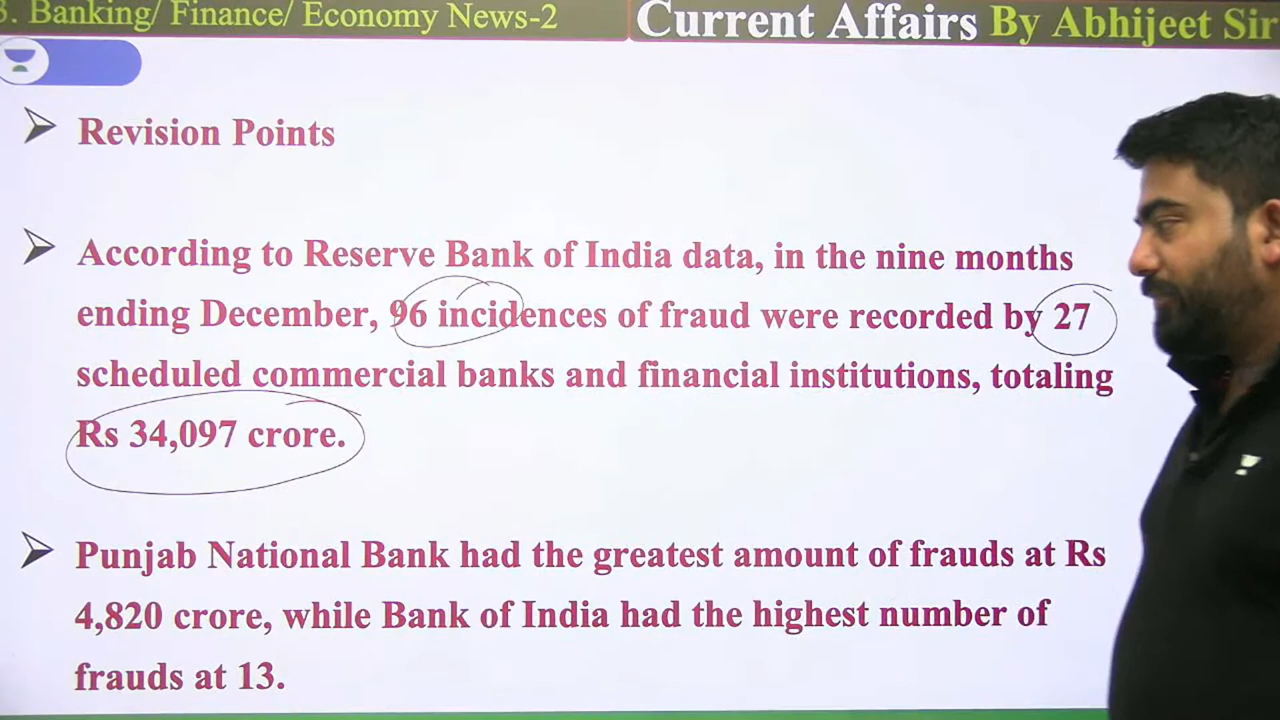 3. Banking/ Finance/ Economy News-2
Current Affairs By Abhijeet Sir
Revision Points
According to Reserve Bank of India data, in the nine months
ending December, 96 incidences of fraud were recorded by 27
scheduled commercial banks and financial institutions, totaling
Rs 34,097 crore.
Punjab National Bank had the greatest amount of frauds at Rs
4,820 crore, while Bank of India had the highest number of
frauds at 13.